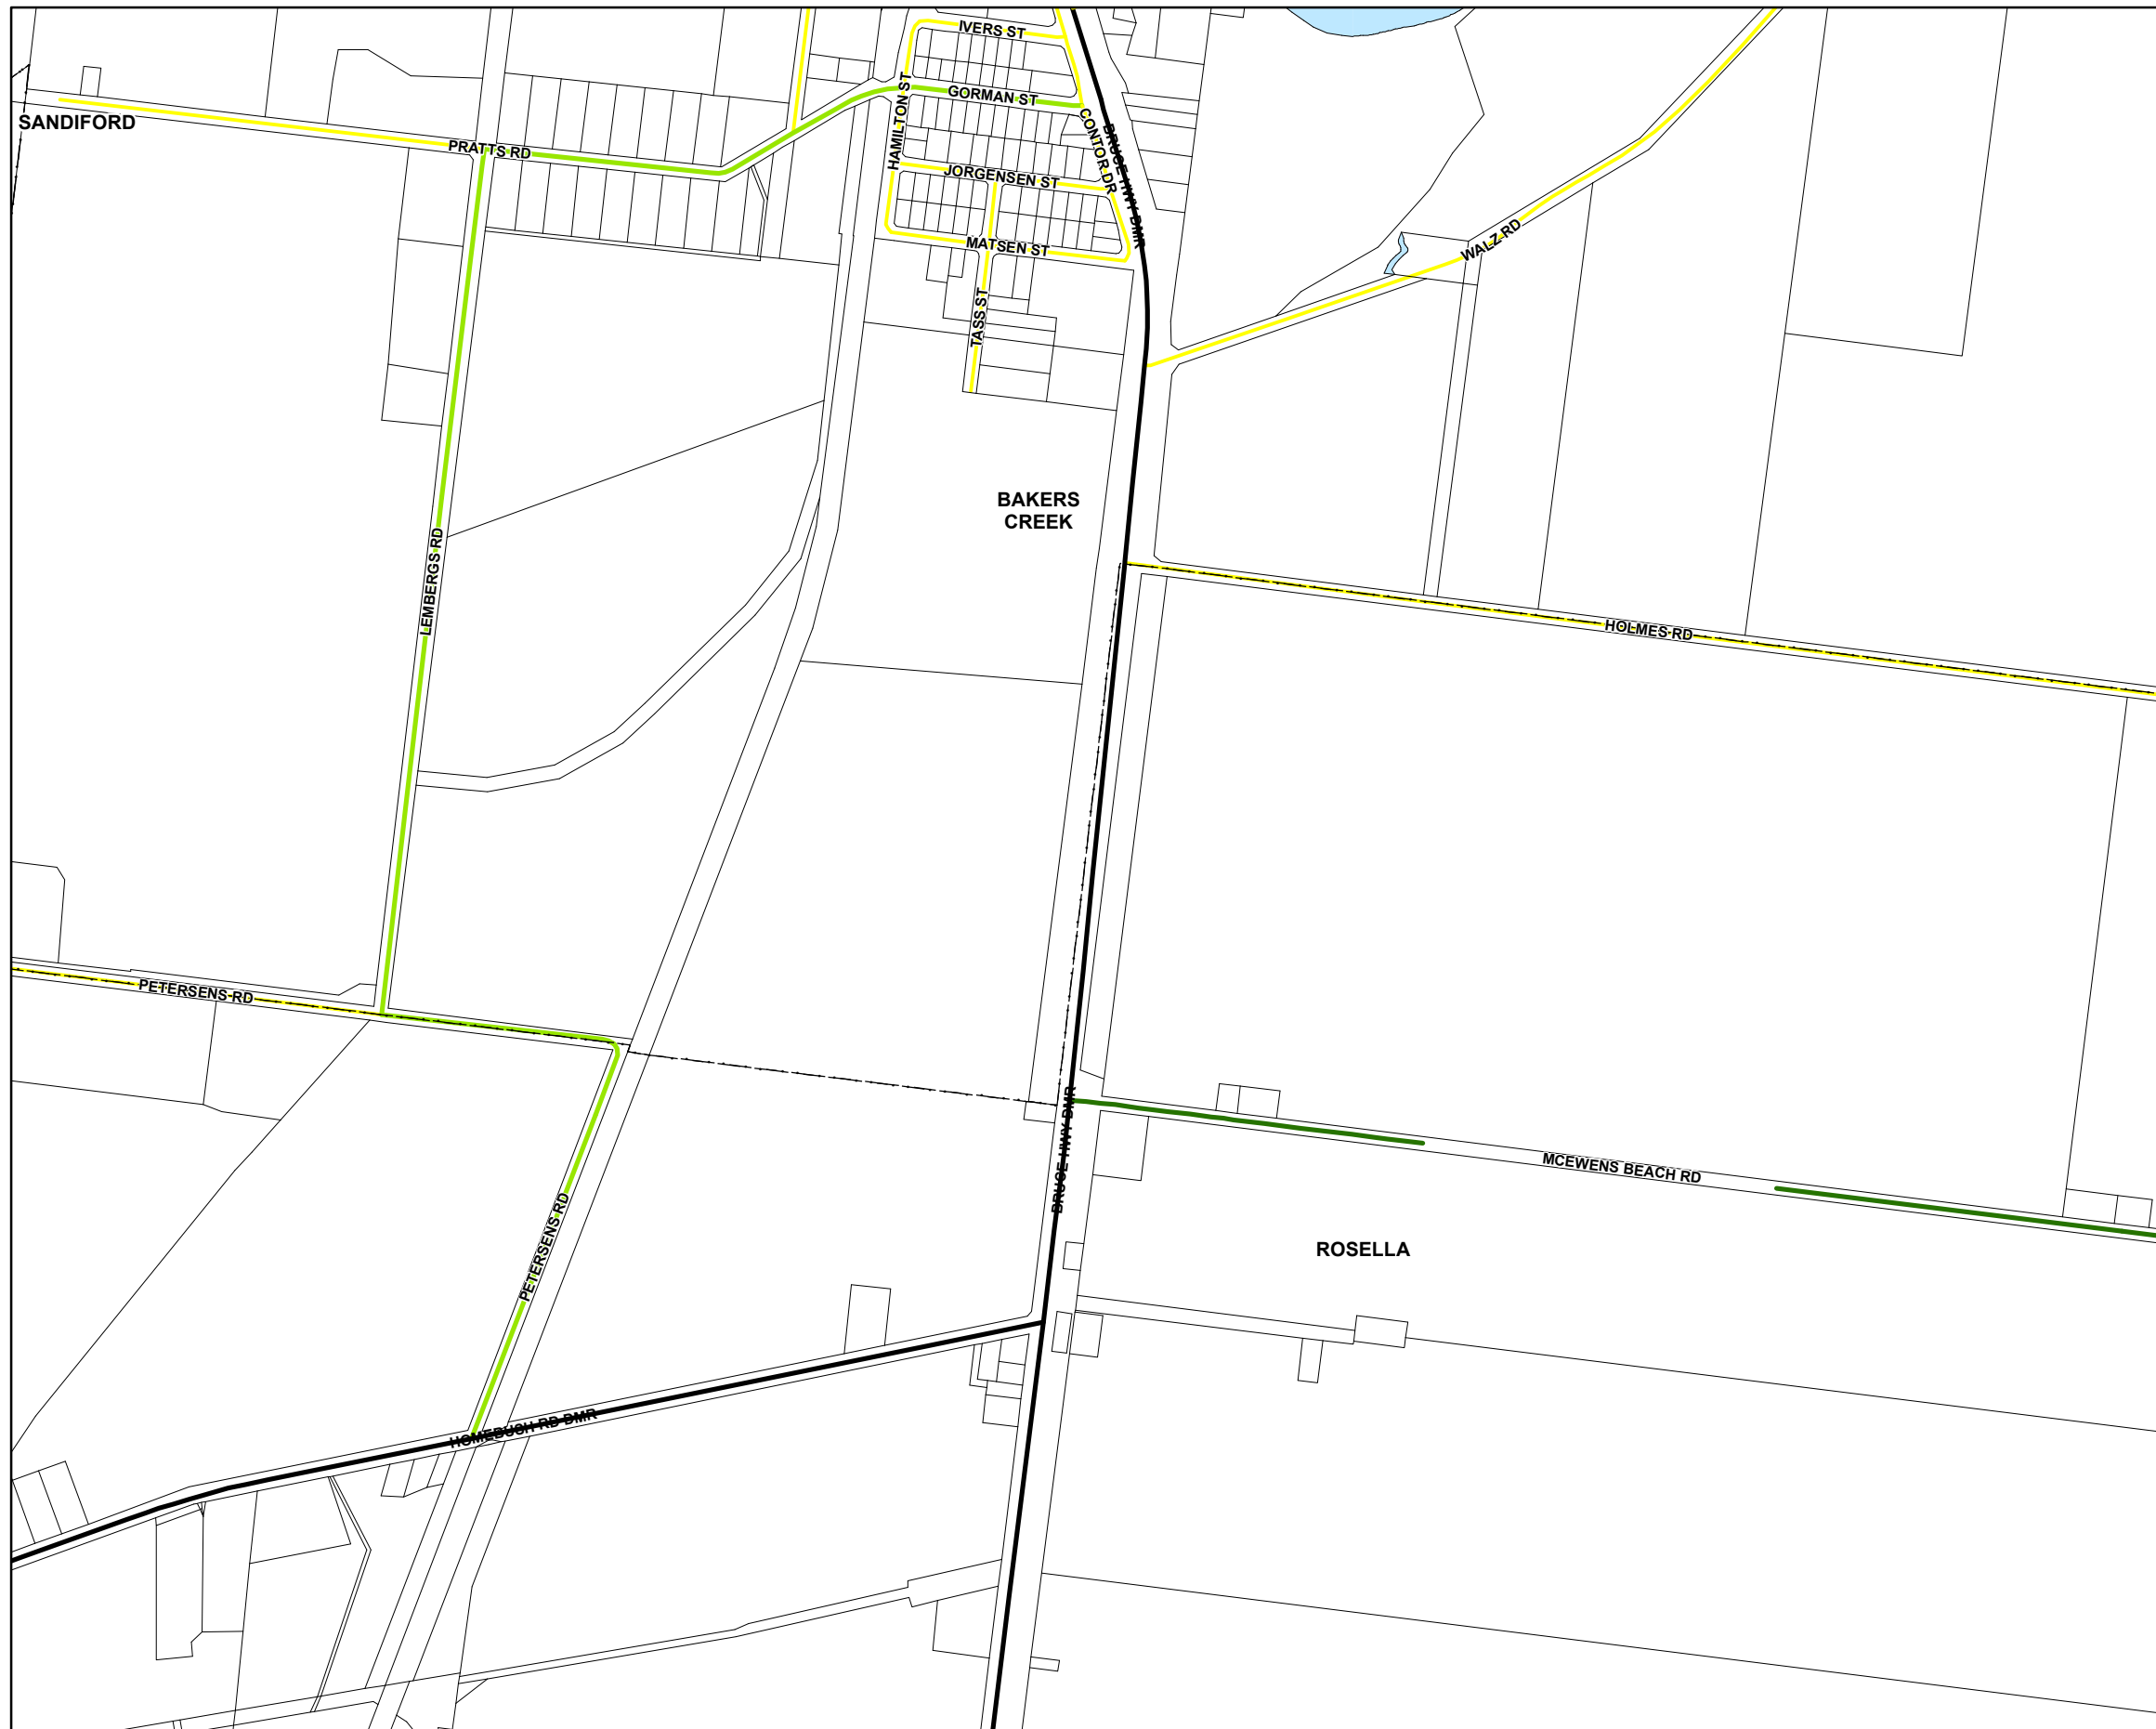 IVERS ST
GORMAN ST
HAMILTON ST
CONTOR DR
BRUCE HWY DMR
SANDIFORD
PRATTS RD
JORGENSEN ST
MATSEN ST
WALZ RD
TASS ST
BAKERS
CREEK
LEMBERGS RD
HOLMES RD
PETERSENS RD
BRUCE HWY DMR
MCEWENS BEACH RD
PETERSENS RD
ROSELLA
HOMEBUSH RD DMR